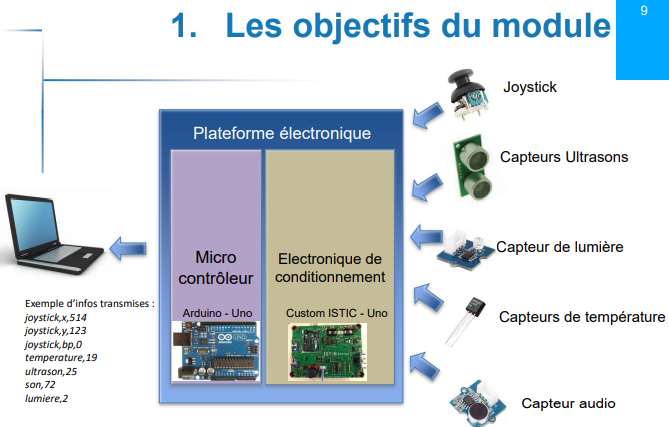 9
1. Les objectifs du module
Joystick
Plateforme électronique
Capteurs Ultrasons
Micro
contrôleur
Electronique de
conditionnement
Capteur de lumière
Exemple d’infos transmises :
joystick,x,514
joystick,y,123
joystick,bp,0
temperature,19
ultrason,25
son,72
lumiere,2
Arduino - Uno
Custom ISTIC - Uno
UNO
Capteurs de température
Capteur audio